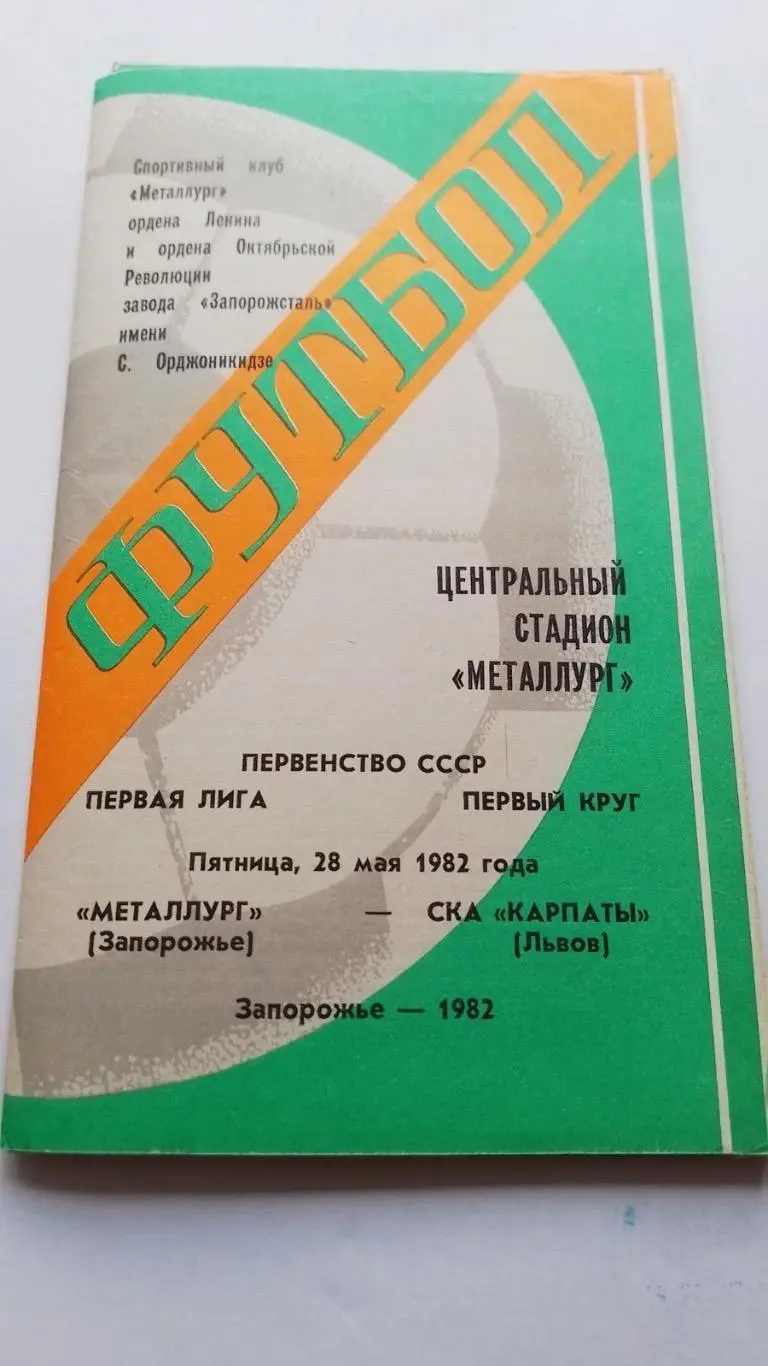 Спортивный клуб
«Металлург»
ордена Ленина
и ордена Октябрьской
Революции
завода «Запорожсталь»
имени
С. Орджоникидзе
ФУТБОЛ
ЦЕНТРАЛЬНЫЙ
СТАДИОН
«МЕТАЛЛУРГ»
ПЕРВЕНСТВО СССР
ПЕРВАЯ ЛИГА ПЕРВЫЙ КРУГ
Пятница, 28 мая 1982 года
«МЕТАЛЛУРГ» — СКА «КАРПАТЫ»
(Запорожье) (Львов)
Запорожье — 1982